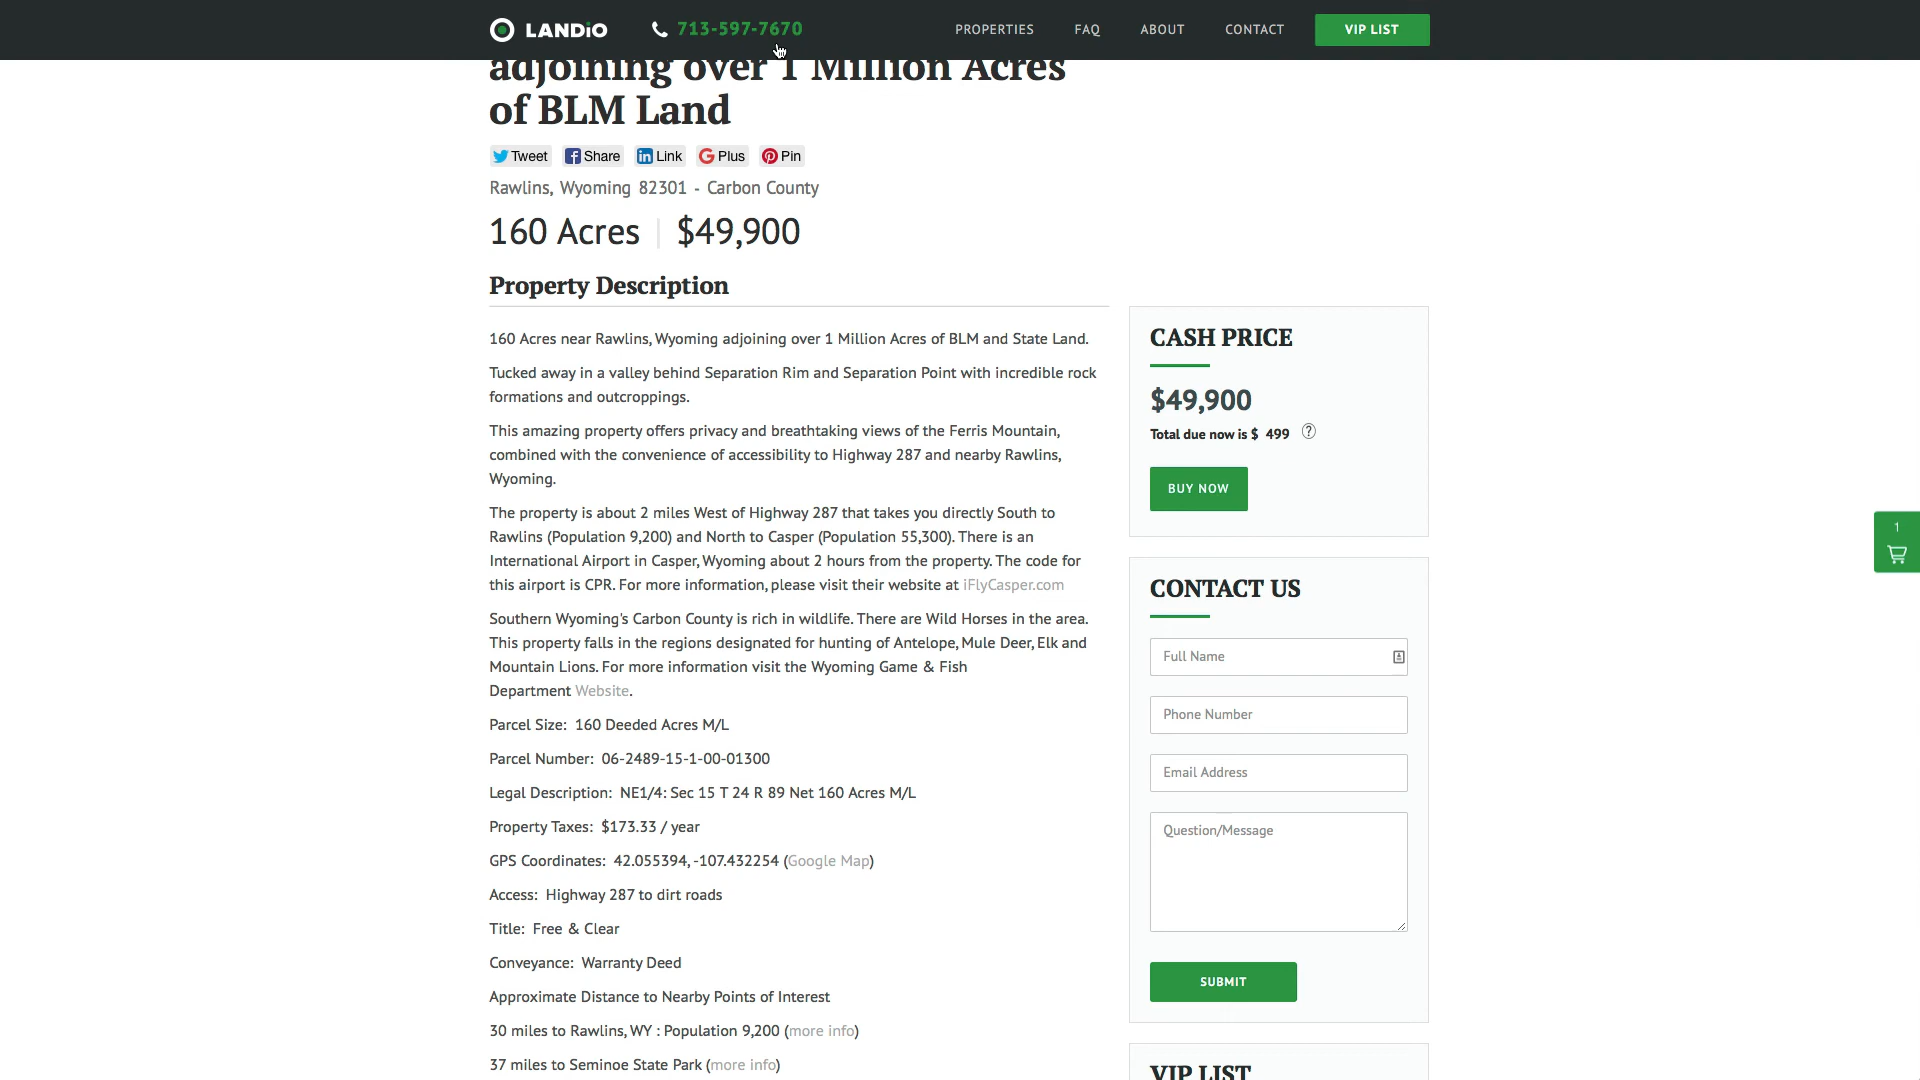 LANDiO
713-597-7670
PROPERTIES
FAQ
ABOUT
CONTACT
VIP LIST
adjoining over 1 Million Acres
of BLM Land
Tweet
Share
Link
Plus
Pin
Rawlins, Wyoming 82301 - Carbon County
160 Acres | $49,900
Property Description
160 Acres near Rawlins, Wyoming adjoining over 1 Million Acres of BLM and State Land.
Tucked away in a valley behind Separation Rim and Separation Point with incredible rock
formations and outcroppings.
This amazing property offers privacy and breathtaking views of the Ferris Mountain,
combined with the convenience of accessibility to Highway 287 and nearby Rawlins,
Wyoming.
The property is about 2 miles West of Highway 287 that takes you directly South to
Rawlins (Population 9,200) and North to Casper (Population 55,300). There is an
International Airport in Casper, Wyoming about 2 hours from the property. The code for
this airport is CPR. For more information, please visit their website at iFlyCasper.com
Southern Wyoming's Carbon County is rich in wildlife. There are Wild Horses in the area.
This property falls in the regions designated for hunting of Antelope, Mule Deer, Elk and
Mountain Lions. For more information visit the Wyoming Game & Fish
Department Website.
Parcel Size: 160 Deeded Acres M/L
Parcel Number: 06-2489-15-1-00-01300
Legal Description: NE1/4: Sec 15 T 24 R 89 Net 160 Acres M/L
Property Taxes: $173.33 / year
GPS Coordinates: 42.055394, -107.432254 (Google Map)
Access: Highway 287 to dirt roads
Title: Free & Clear
Conveyance: Warranty Deed
Approximate Distance to Nearby Points of Interest
30 miles to Rawlins, WY : Population 9,200 (more info)
37 miles to Seminoe State Park (more info)
CASH PRICE
$49,900
Total due now is $ 499 ?
BUY NOW
CONTACT US
Full Name
Phone Number
Email Address
Question/Message
SUBMIT
VIP LIST
1